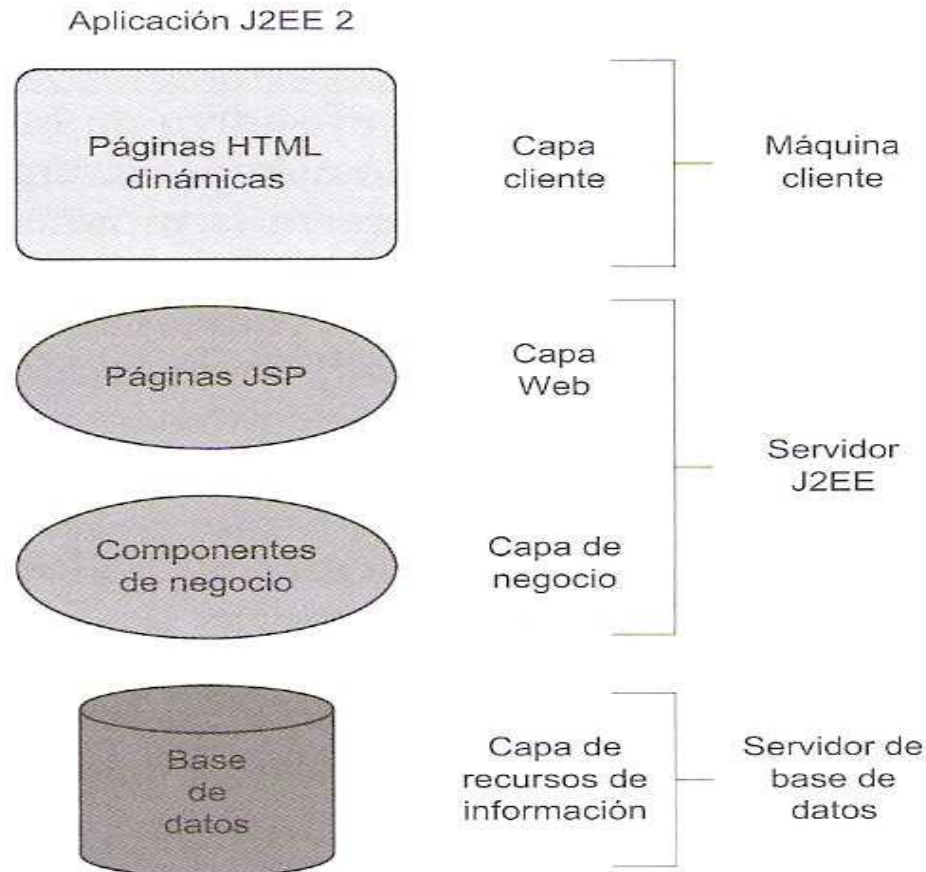 Aplicación J2EE 2
Páginas HTML
dinámicas
Capa
cliente
Máquina
cliente
Páginas JSP
Capa
Web
Servidor
J2EE
Componentes
de negocio
Capa de
negocio
Base
de
datos
Capa de
recursos de
información
Servidor de
base de
datos